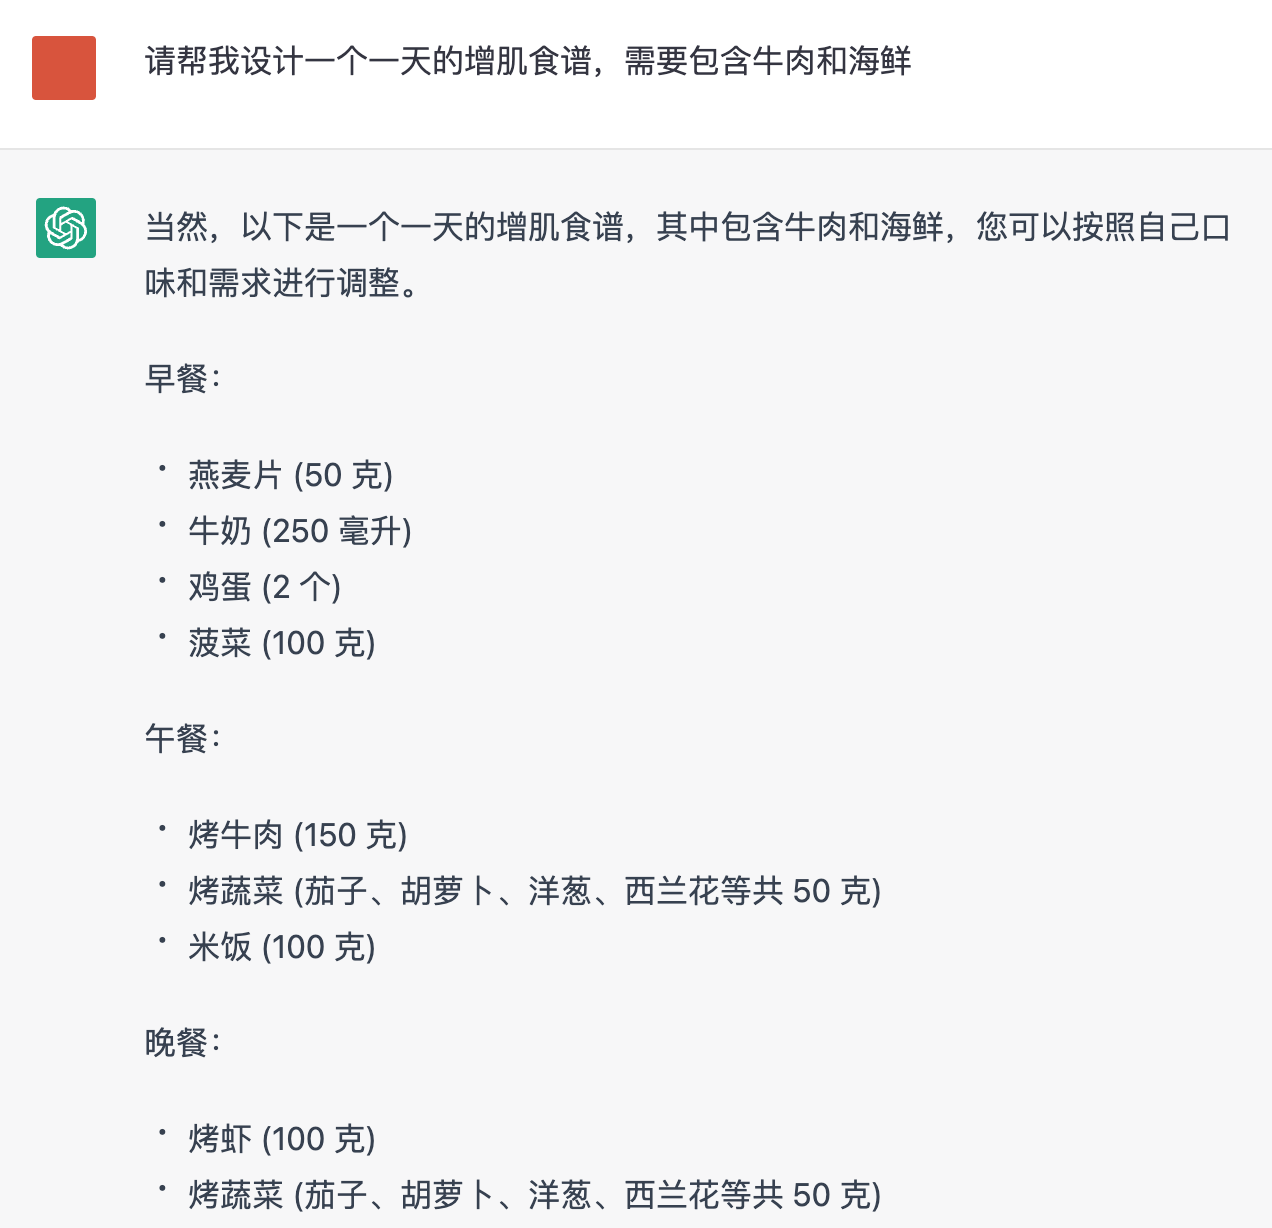 请帮我设计一个一天的增肌食谱，需要包含牛肉和海鲜
当然，以下是一个一天的增肌食谱，其中包含牛肉和海鲜，您可以按照自己口
味和需求进行调整。
早餐：
• 燕麦片 (50 克)
• 牛奶 (250 毫升)
• 鸡蛋 (2 个)
• 菠菜 (100 克)
午餐：
• 烤牛肉 (150 克)
• 烤蔬菜 (茄子、胡萝卜、洋葱、西兰花等共 50 克)
• 米饭 (100 克)
晚餐：
• 烤虾 (100 克)
• 烤蔬菜 (茄子、胡萝卜、洋葱、西兰花等共 50 克)